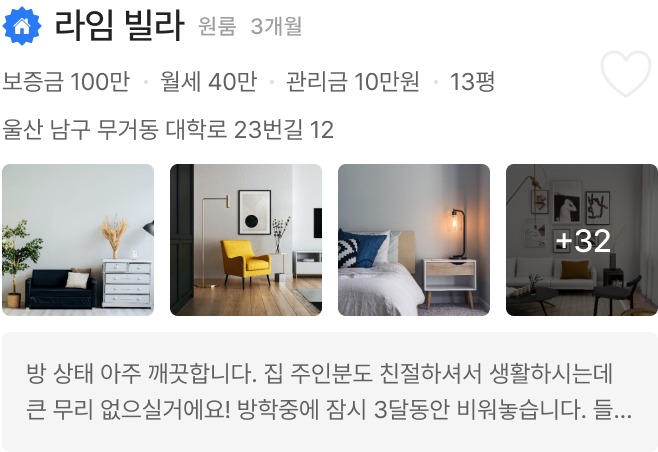 라임 빌라 원룸 3개월
보증금 100만 · 월세 40만 · 관리금 10만원 · 13평
울산 남구 무거동 대학로 23번길 12
+32
방 상태 아주 깨끗합니다. 집 주인분도 친절하셔서 생활하시는데
큰 무리 없으실거에요! 방학중에 잠시 3달동안 비워놓습니다. 들...